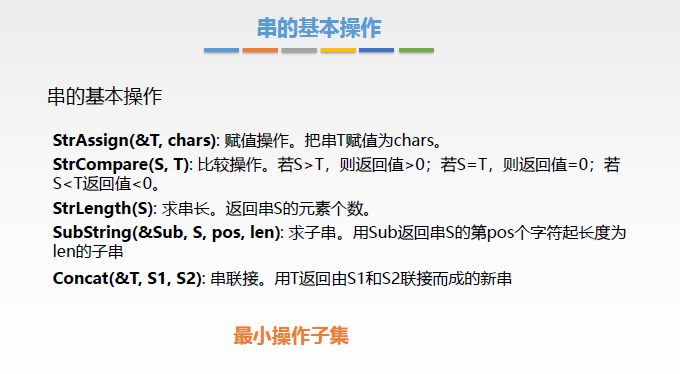 串的基本操作
串的基本操作
StrAssign(&T, chars): 赋值操作。把串T赋值为chars。
StrCompare(S, T): 比较操作。若S>T，则返回值>0；若S=T，则返回值=0；若
S<T返回值<0。
StrLength(S): 求串长。返回串S的元素个数。
SubString(&Sub, S, pos, len): 求子串。用Sub返回串S的第pos个字符起长度为
len的子串
Concat(&T, S1, S2): 串联接。用T返回由S1和S2联接而成的新串
最小操作子集